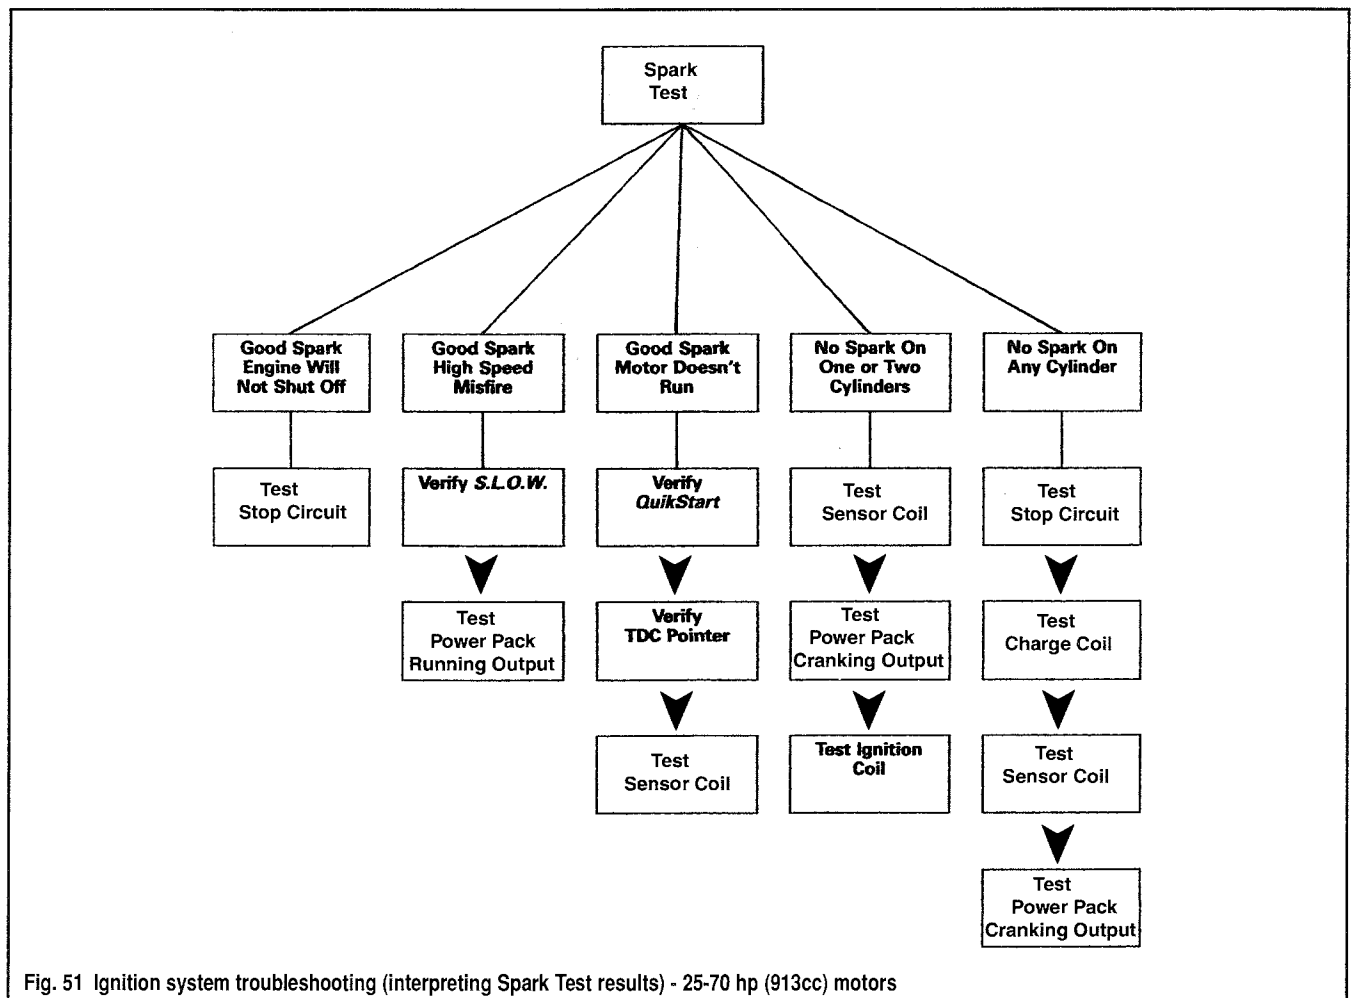 Spark
Test
Good Spark
Engine Will
Not Shut Off
Good Spark
High Speed
Misfire
Good Spark
Motor Doesn't
Run
No Spark On
One or Two
Cylinders
No Spark On
Any Cylinder
Test
Stop Circuit
Verify S.L.O.W.
Verify
QuikStart
Test
Sensor Coil
Test
Stop Circuit
Test
Power Pack
Running Output
Verify
TDC Pointer
Test
Power Pack
Cranking Output
Test
Charge Coil
Test
Sensor Coil
Test Ignition
Coil
Test
Sensor Coil
Test
Power Pack
Cranking Output
Fig. 51 Ignition system troubleshooting (interpreting Spark Test results) - 25-70 hp (913cc) motors